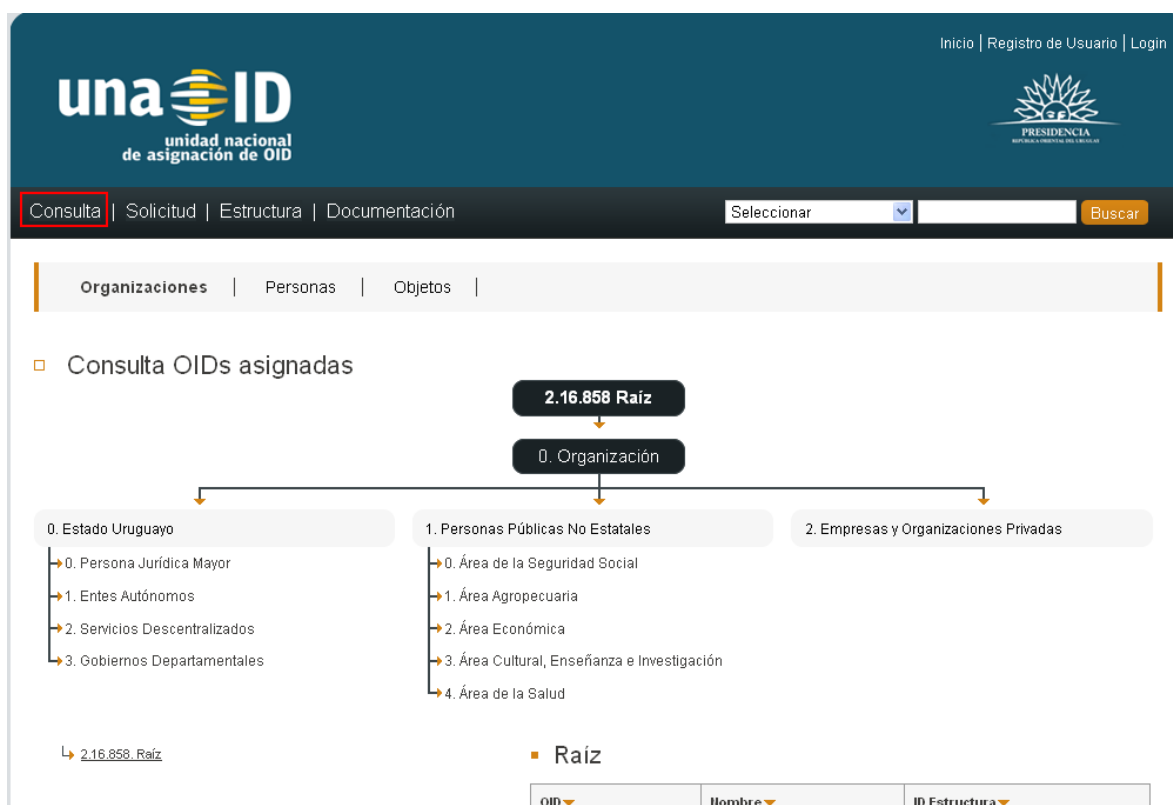 Inicio | Registro de Usuario | Login
una ID
unidad nacional
de asignación de OID
PRESIDENCIA
REPÚBLICA ORIENTAL DEL URUGUAY
Consulta | Solicitud | Estructura | Documentación
Seleccionar
Buscar
Organizaciones | Personas | Objetos |
Consulta OIDs asignadas
2.16.858 Raíz
0. Organización
0. Estado Uruguayo
1. Personas Públicas No Estatales
2. Empresas y Organizaciones Privadas
0. Persona Jurídica Mayor
1. Entes Autónomos
2. Servicios Descentralizados
3. Gobiernos Departamentales
0. Área de la Seguridad Social
1. Área Agropecuaria
2. Área Económica
3. Área Cultural, Enseñanza e Investigación
4. Área de la Salud
2.16.858. Raíz
Raíz
OID
Nombre
ID Estructura